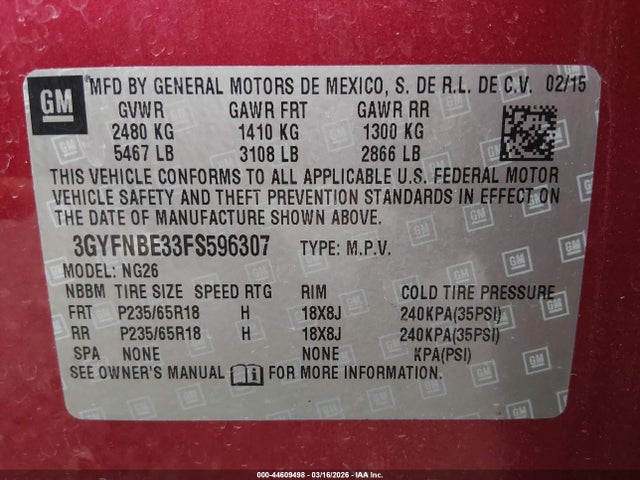 GM MFD BY GENERAL MOTORS DE MEXICO, S. DE R.L. DE C.V. 02/15
GVWR GAWR FRT GAWR RR
2480 KG 1410 KG 1300 KG
5467 LB 3108 LB 2866 LB
THIS VEHICLE CONFORMS TO ALL APPLICABLE U.S. FEDERAL MOTOR
VEHICLE SAFETY AND THEFT PREVENTION STANDARDS IN EFFECT ON
THE DATE OF MANUFACTURE SHOWN ABOVE.
3GYFNBE33FS596307 TYPE: M.P.V.
MODEL: NG26
NBBM TIRE SIZE SPEED RTG RIM COLD TIRE PRESSURE
FRT P235/65R18 H 18X8J 240KPA(35PSI)
RR P235/65R18 H 18X8J 240KPA(35PSI)
SPA NONE NONE KPA(PSI)
SEE OWNER'S MANUAL FOR MORE INFORMATION.
000-44609498 - 03/16/2026 - IAA Inc.